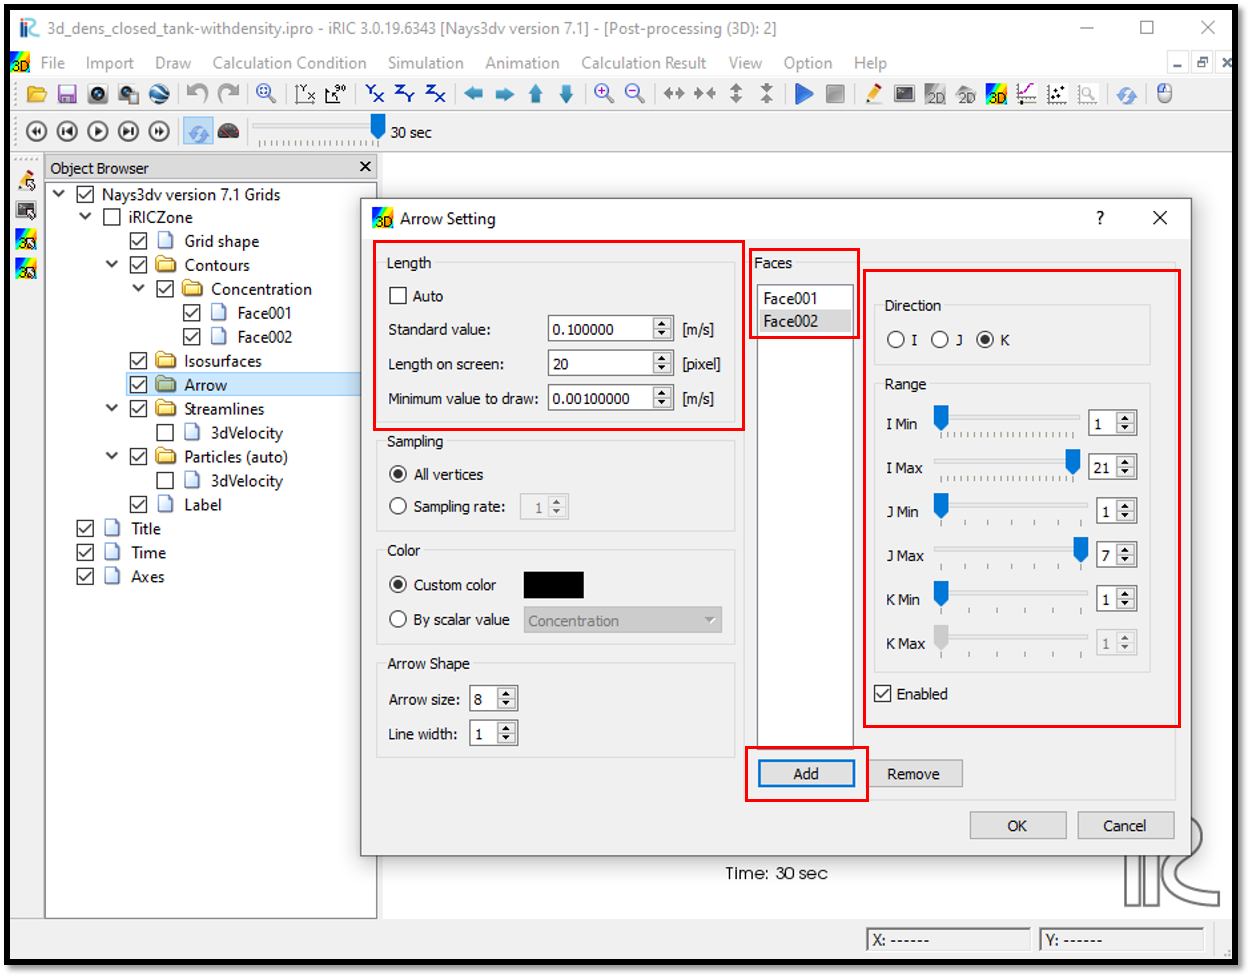 3d_dens_closed_tank-withdensity.ipro - iRIC 3.0.19.6343 [Nays3dv version 7.1] - [Post-processing (3D): 2]
3D File Import Draw Calculation Condition Simulation Animation Calculation Result View Option Help
30 sec
Object Browser
Nays3dv version 7.1 Grids
iRICZone
Grid shape
Contours
Concentration
Face001
Face002
Isosurfaces
Arrow
Streamlines
3dVelocity
Particles (auto)
3dVelocity
Label
Title
Time
Axes
3D Arrow Setting ?
Length
Auto
Standard value: 0.100000 [m/s]
Length on screen: 20 [pixel]
Minimum value to draw: 0.00100000 [m/s]
Sampling
All vertices
Sampling rate: 1
Color
Custom color
By scalar value Concentration
Arrow Shape
Arrow size: 8
Line width: 1
Faces
Face001
Face002
Add
Remove
Direction
I J K
Range
I Min 1
I Max 21
J Min 1
J Max 7
K Min 1
K Max 1
Enabled
OK Cancel
Time: 30 sec
iRIC
X: ------ Y: ------